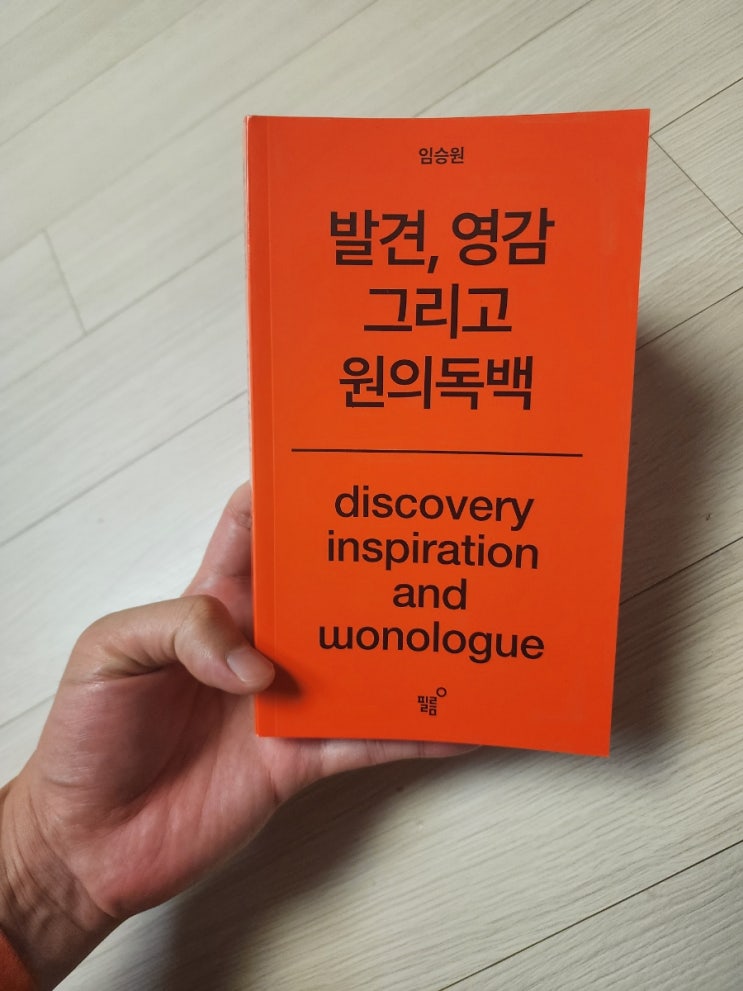 임승원
발견, 영감
그리고
원의독백
discovery
inspiration
and
wonologue
필름